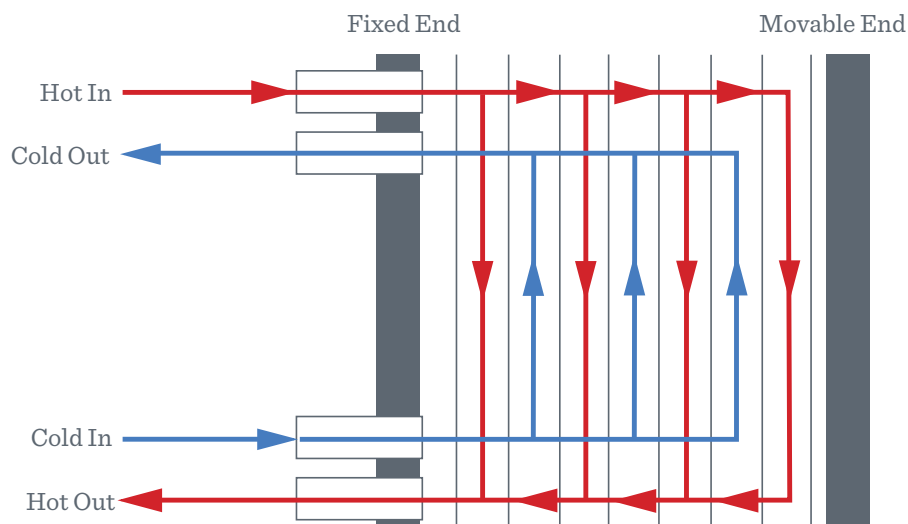 Fixed End
Movable End
Hot In
Cold Out
Cold In
Hot Out